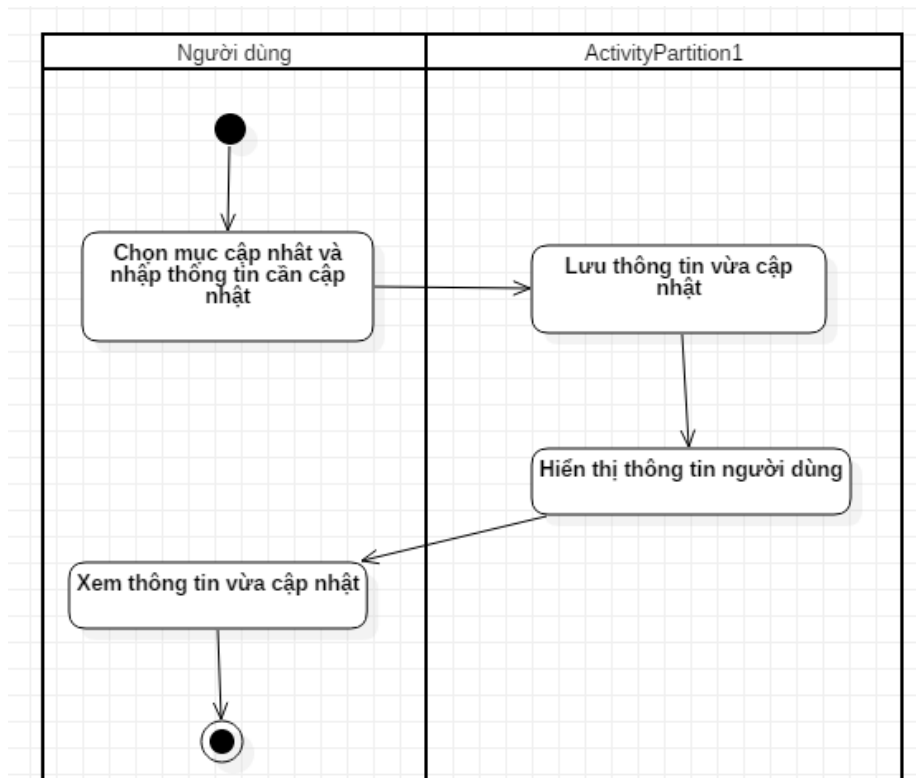 Người dùng
ActivityPartition1
Chọn mục cập nhât và
nhập thông tin cần cập
nhật
Lưu thông tin vừa cập
nhật
Hiển thị thông tin người dùng
Xem thông tin vừa cập nhật